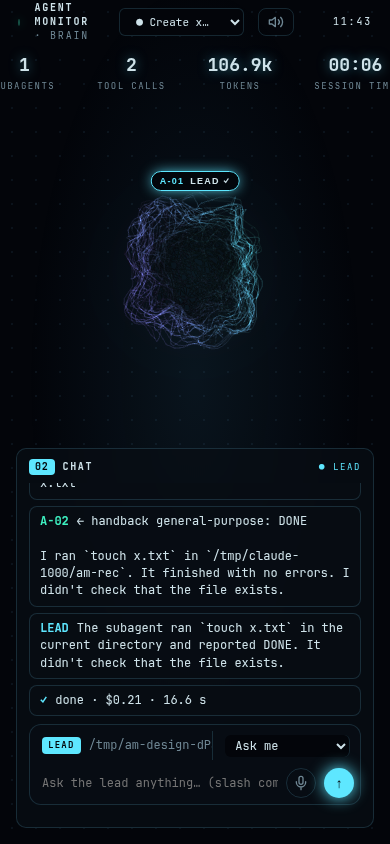 AGENT
MONITOR
· BRAIN
● Create x…
11:43
1
2
106.9k
00:06
UBAGENTS
TOOL CALLS
TOKENS
SESSION TIM
A-01 LEAD ✓
02 CHAT
● LEAD
x.txt
A-02 ← handback general-purpose: DONE
I ran `touch x.txt` in `/tmp/claude-
1000/am-rec`. It finished with no errors. I
didn't check that the file exists.
LEAD The subagent ran `touch x.txt` in the
current directory and reported DONE. It
didn't check that the file exists.
✓ done · $0.21 · 16.6 s
LEAD /tmp/am-design-dP
Ask me
Ask the lead anything… (slash com
↑